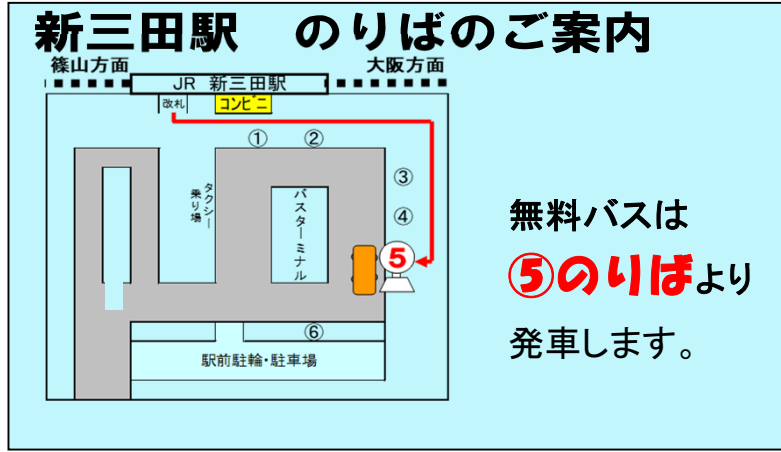 新三田駅　のりばのご案内
篠山方面
大阪方面
JR 新三田駅
改札
コンビニ
①
②
③
④
タクシー
乗り場
バスターミナル
5
⑥
駅前駐輪・駐車場
無料バスは
⑤のりばより
発車します。